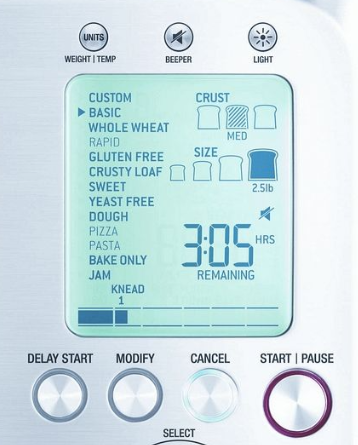 UNITS
WEIGHT | TEMP
BEEPER
LIGHT
CUSTOM
BASIC
WHOLE WHEAT
RAPID
GLUTEN FREE
CRUSTY LOAF
SWEET
YEAST FREE
DOUGH
PIZZA
PASTA
BAKE ONLY
JAM
CRUST
MED
SIZE
2.5lb
3:05 HRS
REMAINING
KNEAD
1
DELAY START
MODIFY
CANCEL
START | PAUSE
SELECT